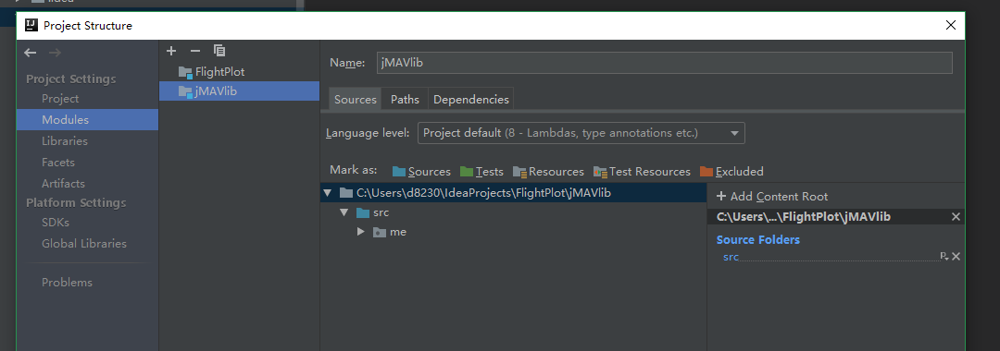 Project Structure
Project Settings
Project
Modules
Libraries
Facets
Artifacts
Platform Settings
SDKs
Global Libraries
Problems
FlightPlot
jMAVlib
Name: jMAVlib
Sources Paths Dependencies
Language level: Project default (8 - Lambdas, type annotations etc.)
Mark as: Sources Tests Resources Test Resources Excluded
C:\Users\d8230\IdeaProjects\FlightPlot\jMAVlib
src
me
+ Add Content Root
C:\Users\...\FlightPlot\jMAVlib
Source Folders
src